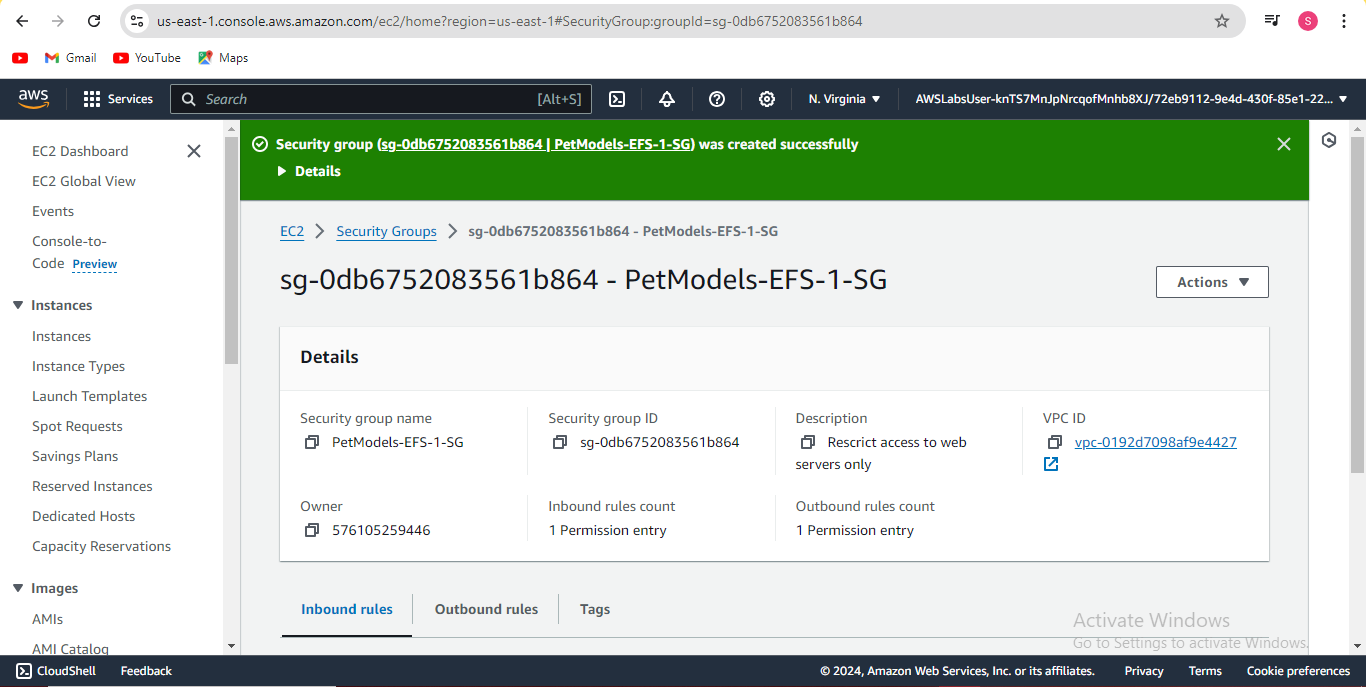 us-east-1.console.aws.amazon.com/ec2/home?region=us-east-1#SecurityGroup:groupId=sg-0db6752083561b864
S
Gmail
YouTube
Maps
aws
Services
Search
[Alt+S]
N. Virginia
AWSLabsUser-knTS7MnJpNrcqofMnhb8XJ/72eb9112-9e4d-430f-85e1-22...
EC2 Dashboard
EC2 Global View
Events
Console-to-
Code Preview
Instances
Instances
Instance Types
Launch Templates
Spot Requests
Savings Plans
Reserved Instances
Dedicated Hosts
Capacity Reservations
Images
AMIs
AMI Catalog
Security group (sg-0db6752083561b864 | PetModels-EFS-1-SG) was created successfully
Details
EC2
Security Groups
sg-0db6752083561b864 - PetModels-EFS-1-SG
sg-0db6752083561b864 - PetModels-EFS-1-SG
Actions
Details
Security group name
PetModels-EFS-1-SG
Security group ID
sg-0db6752083561b864
Description
Rescrict access to web
servers only
VPC ID
vpc-0192d7098af9e4427
Owner
576105259446
Inbound rules count
1 Permission entry
Outbound rules count
1 Permission entry
Inbound rules
Outbound rules
Tags
Activate Windows
Go to Settings to activate Windows.
CloudShell
Feedback
© 2024, Amazon Web Services, Inc. or its affiliates.
Privacy
Terms
Cookie preferences